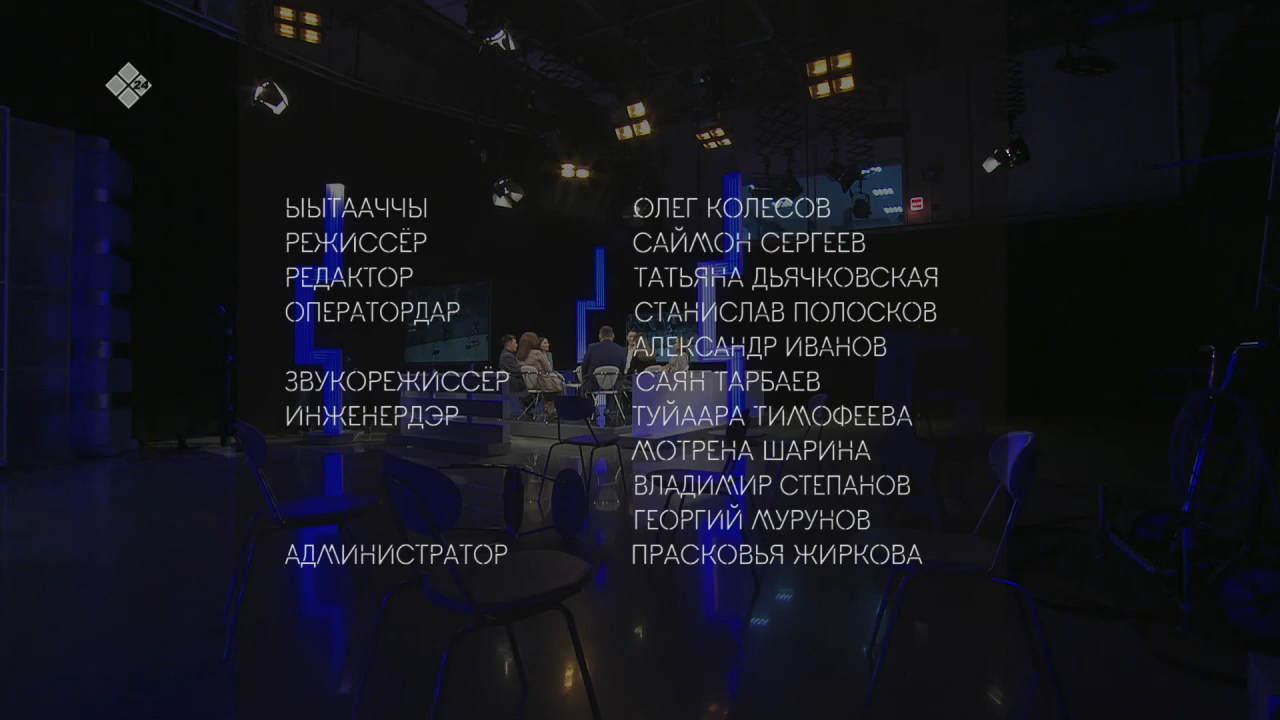 24
ЫЫТААЧЧЫ ОЛЕГ КОЛЕСОВ
РЕЖИССЁР САЙМОН СЕРГЕЕВ
РЕДАКТОР ТАТЬЯНА ДЬЯЧКОВСКАЯ
ОПЕРАТОРДАР СТАНИСЛАВ ПОЛОСКОВ
АЛЕКСАНДР ИВАНОВ
ЗВУКОРЕЖИССЁР САЯН ТАРБАЕВ
ИНЖЕНЕРДЭР ТУЙААРА ТИМОФЕЕВА
МОТРЕНА ШАРИНА
ВЛАДИМИР СТЕПАНОВ
ГЕОРГИЙ МУРУНОВ
АДМИНИСТРАТОР ПРАСКОВЬЯ ЖИРКОВА